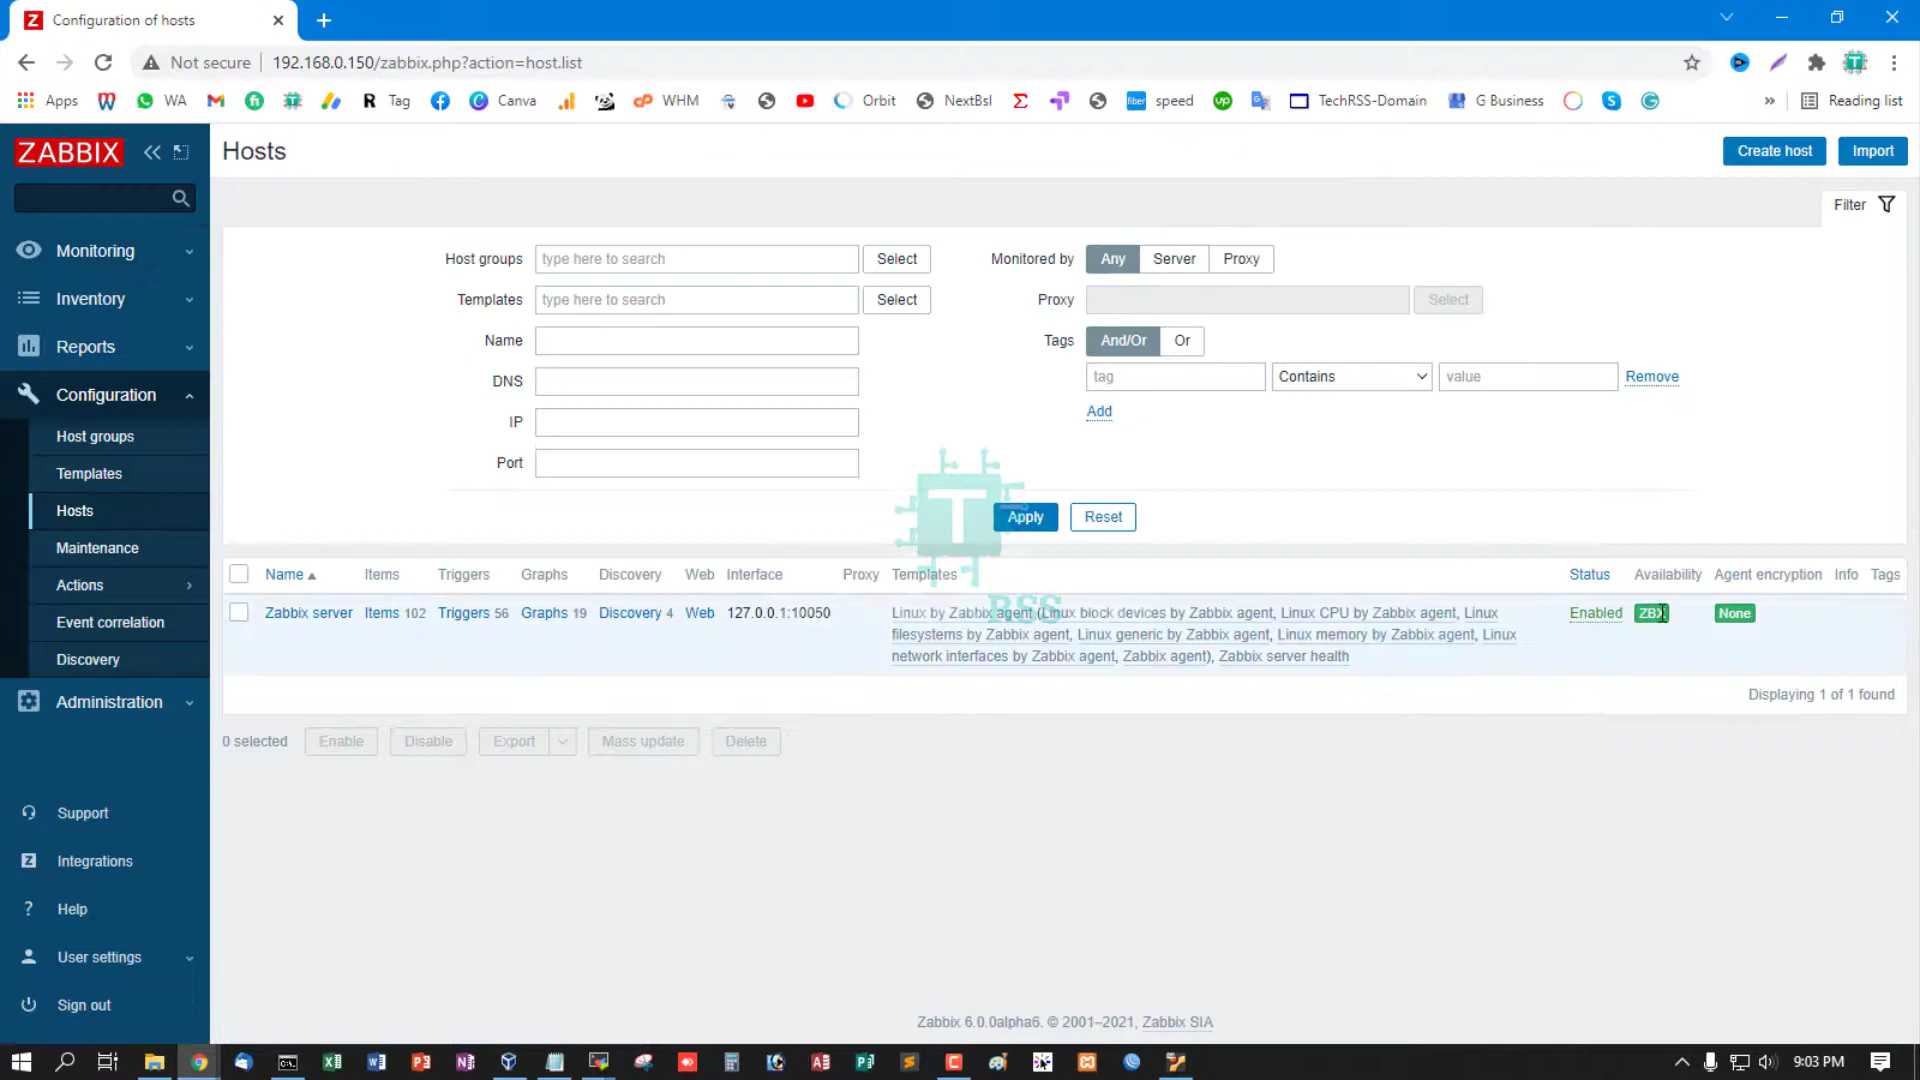 Configuration of hosts
Not secure 192.168.0.150/zabbix.php?action=host.list
Apps WA Tag Canva WHM Orbit NextBsl speed TechRSS-Domain G Business » Reading list
ZABBIX
Hosts
Create host Import
Filter
Monitoring
Inventory
Reports
Configuration
Host groups
Templates
Hosts
Maintenance
Actions
Event correlation
Discovery
Administration
Support
Integrations
Help
User settings
Sign out
Host groups type here to search Select
Templates type here to search Select
Name
DNS
IP
Port
Monitored by Any Server Proxy
Proxy Select
Tags And/Or Or
tag Contains value Remove
Add
Apply Reset
Name Items Triggers Graphs Discovery Web Interface Proxy Templates Status Availability Agent encryption Info Tags
Zabbix server Items 102 Triggers 56 Graphs 19 Discovery 4 Web 127.0.0.1:10050 Linux by Zabbix agent (Linux block devices by Zabbix agent, Linux CPU by Zabbix agent, Linux Enabled ZBX None
filesystems by Zabbix agent, Linux generic by Zabbix agent, Linux memory by Zabbix agent, Linux
network interfaces by Zabbix agent, Zabbix agent), Zabbix server health
T
RSS
Displaying 1 of 1 found
0 selected Enable Disable Export Mass update Delete
Zabbix 6.0.0alpha6. © 2001–2021, Zabbix SIA
9:03 PM